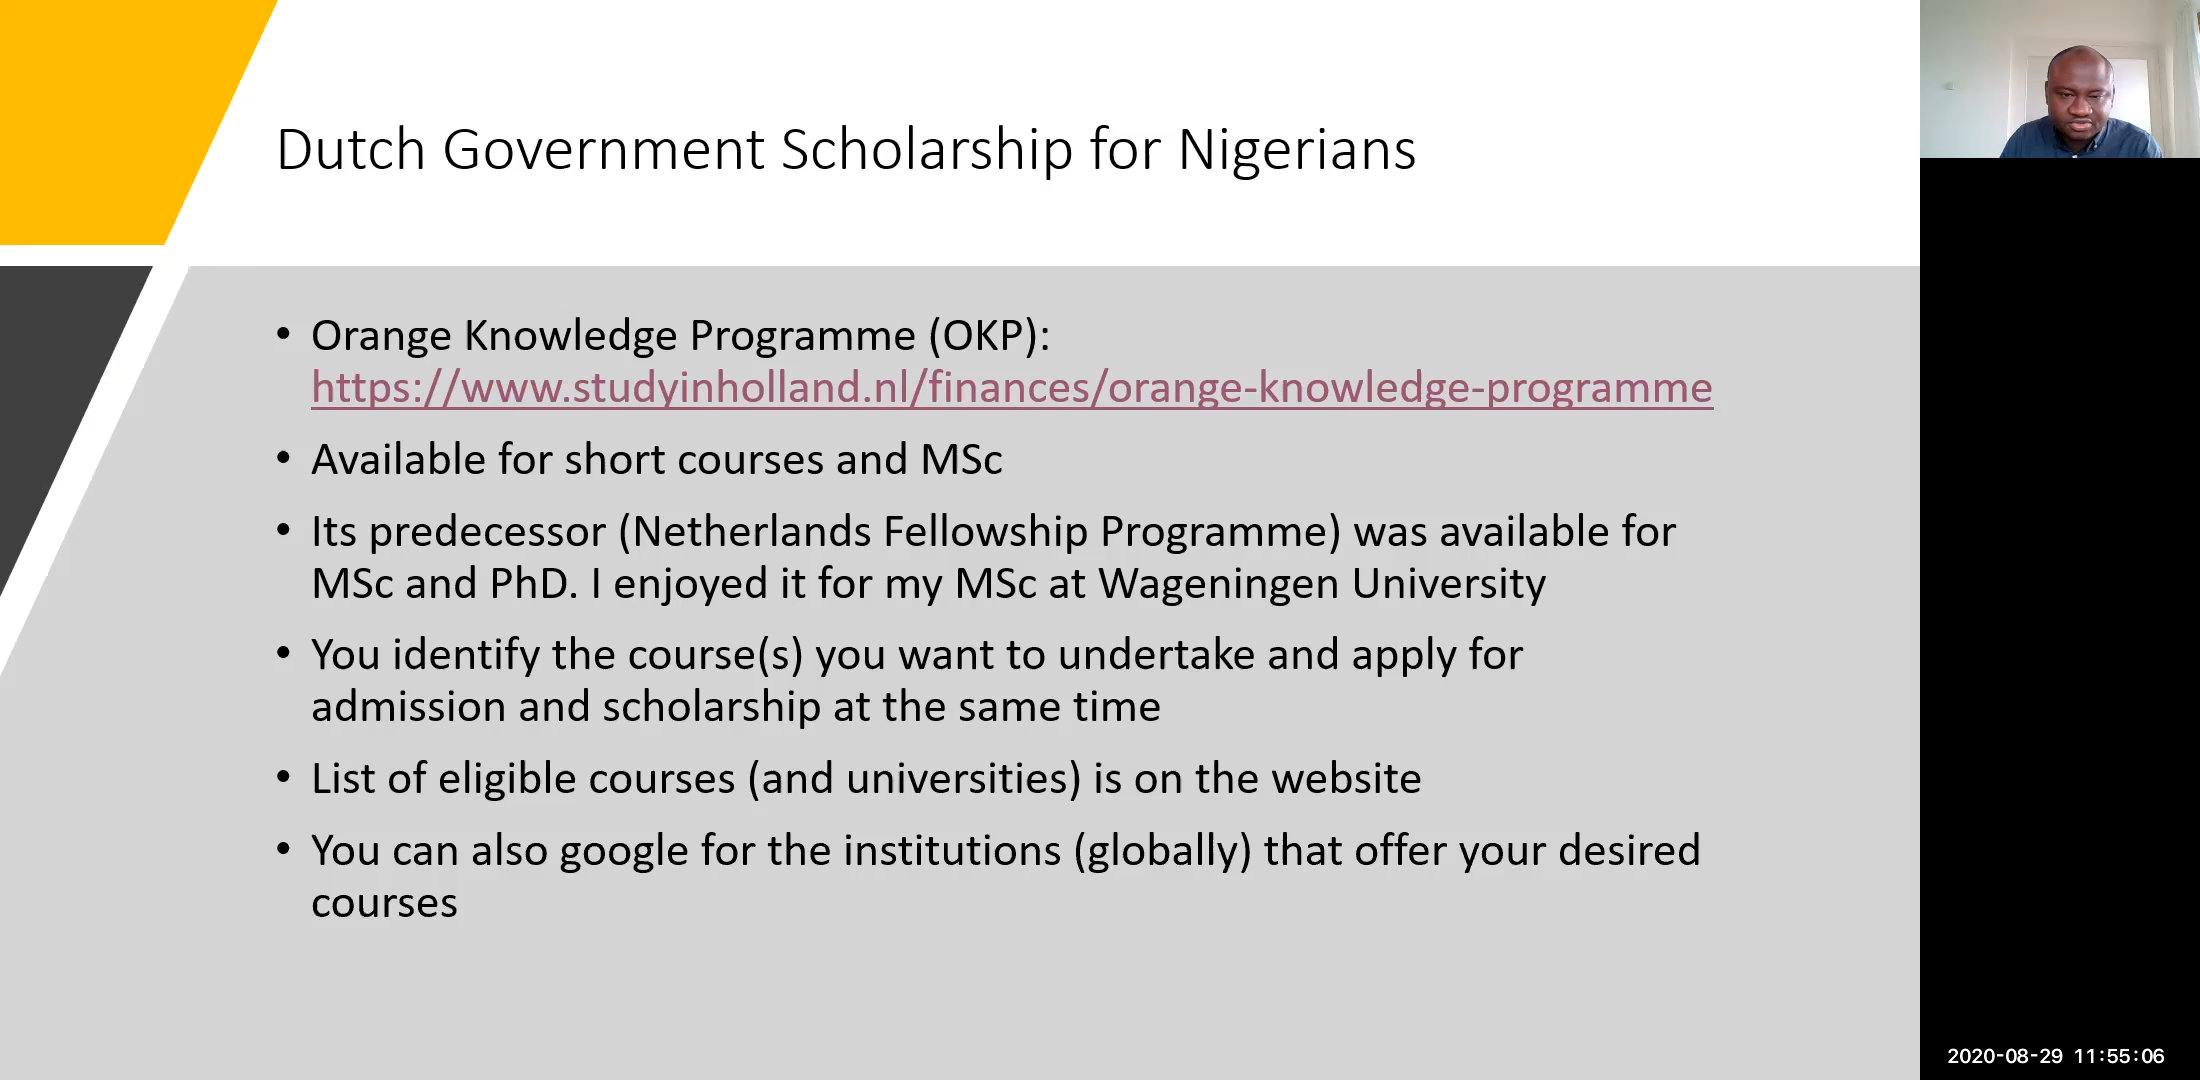 Dutch Government Scholarship for Nigerians
• Orange Knowledge Programme (OKP):
https://www.studyinholland.nl/finances/orange-knowledge-programme
• Available for short courses and MSc
• Its predecessor (Netherlands Fellowship Programme) was available for
MSc and PhD. I enjoyed it for my MSc at Wageningen University
• You identify the course(s) you want to undertake and apply for
admission and scholarship at the same time
• List of eligible courses (and universities) is on the website
• You can also google for the institutions (globally) that offer your desired
courses
2020-08-29 11:55:06